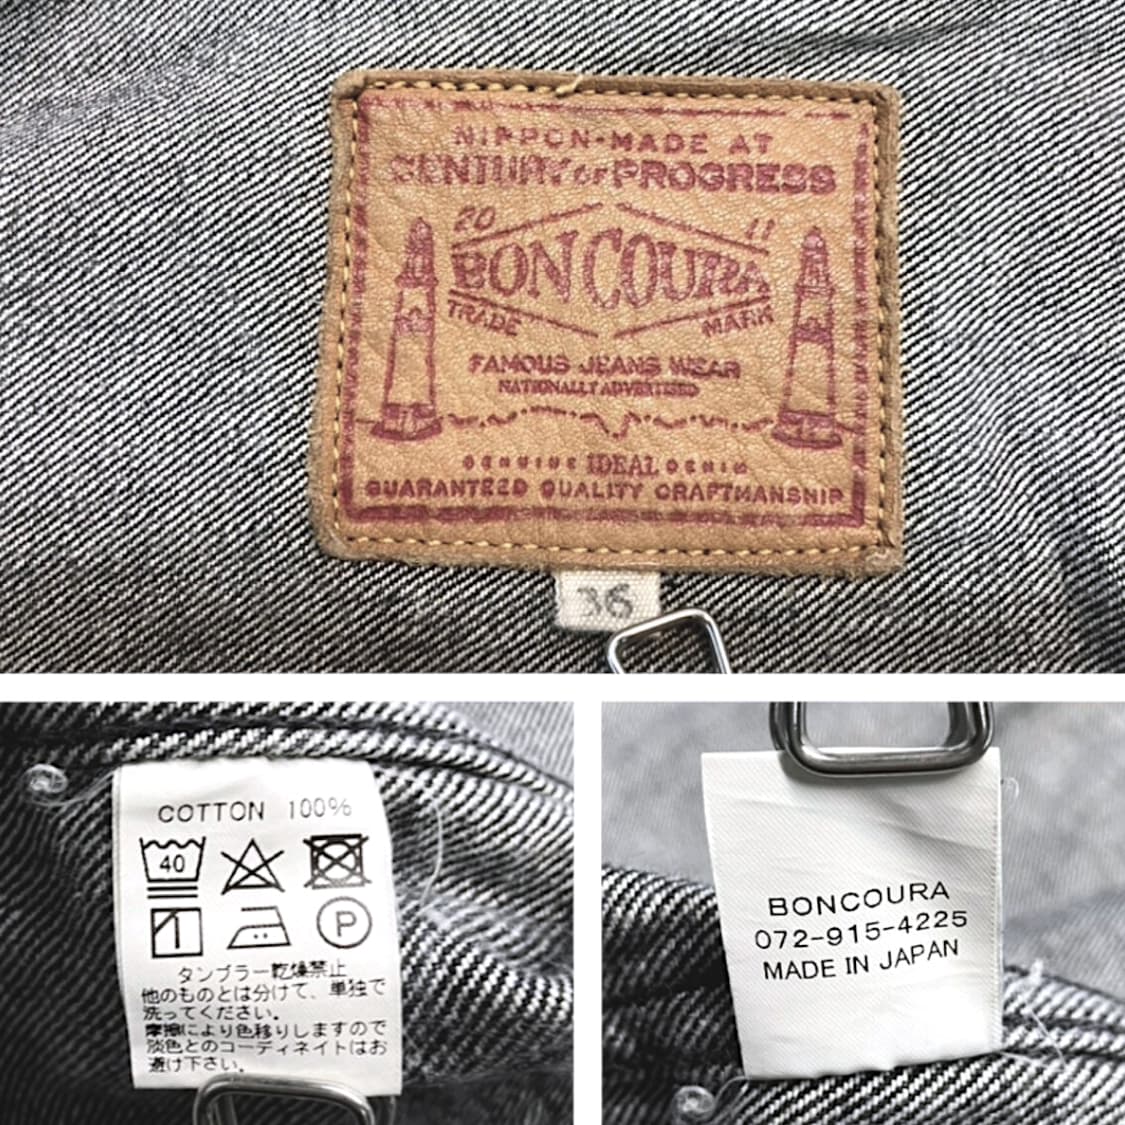 NIPPON-MADE AT
CENTURY OF PROGRESS
20 11
BONCOURA
TRADE MARK
FAMOUS JEANS WEAR
NATIONALLY ADVERTISED
GENUINE IDEAL DENIM
GUARANTEED QUALITY CRAFTMANSHIP
36
COTTON 100%
40
P
タンブラー乾燥禁止
他のものとは分けて、単独で
洗ってください。
摩擦により色移りしますので
淡色とのコーディネイトはお
避け下さい。
BONCOURA
072-915-4225
MADE IN JAPAN